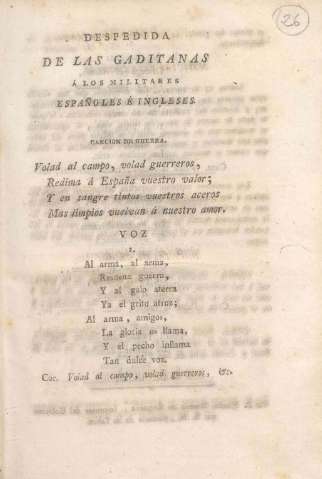 26
DESPEDIDA
DE LAS GADITANAS
Á LOS MILITARES
ESPAÑOLES É INGLESES.
CANCION DE GUERRA.
Volad al campo, volad guerreros,
Redima á España vuestro valor;
Y en sangre tintos vuestros aceros
Mas limpios vuelvan á nuestro amor.
VOZ
1.
Al arma, al arma,
Resuena guerra,
Y al galo aterra
Ya el grito atroz;
Al arma, amigos,
La gloria os llama,
Y el pecho inflama
Tan dulce voz.
Cor. Volad al campo, volad guerreros, &c.